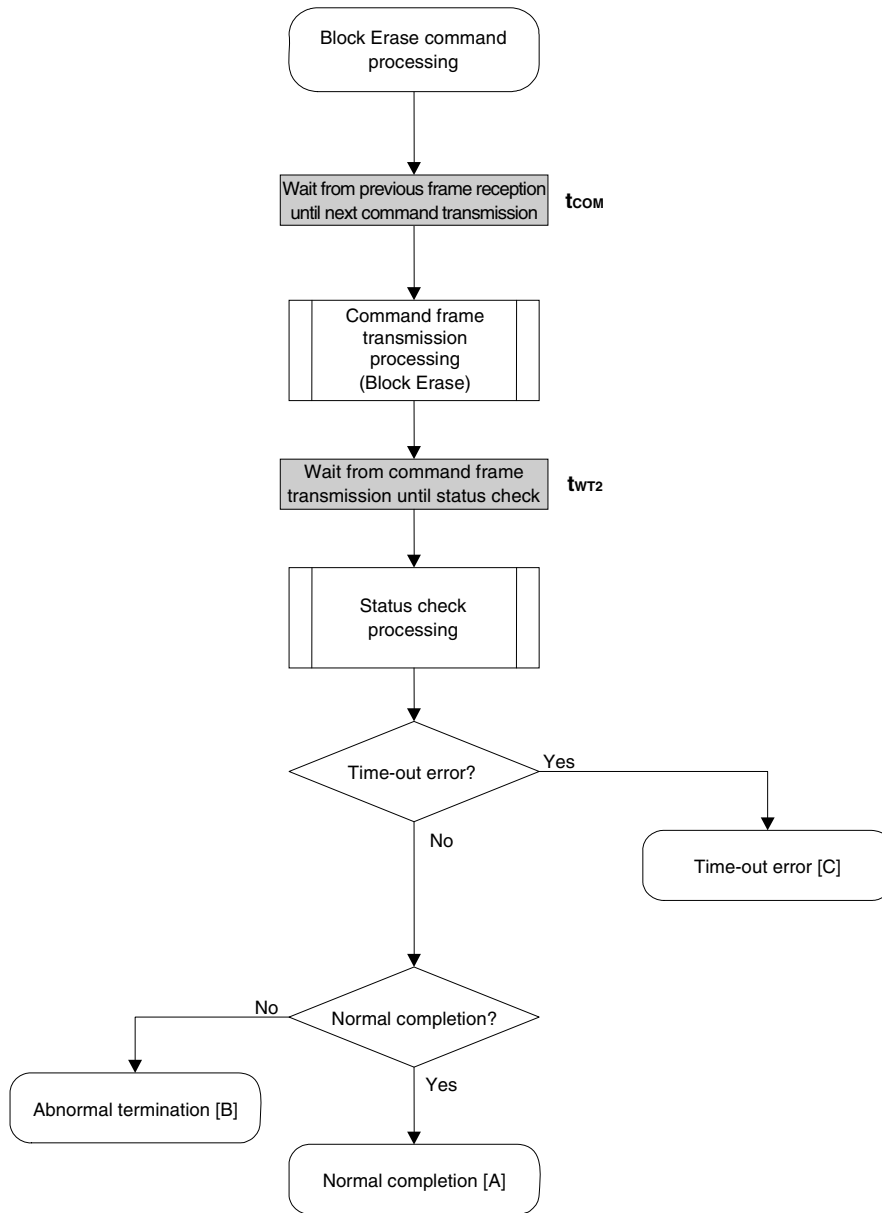 Block Erase command
processing
Wait from previous frame reception
until next command transmission
tCOM
Command frame
transmission
processing
(Block Erase)
Wait from command frame
transmission until status check
tWT2
Status check
processing
Time-out error?
Yes
No
Time-out error [C]
Normal completion?
No
Yes
Abnormal termination [B]
Normal completion [A]